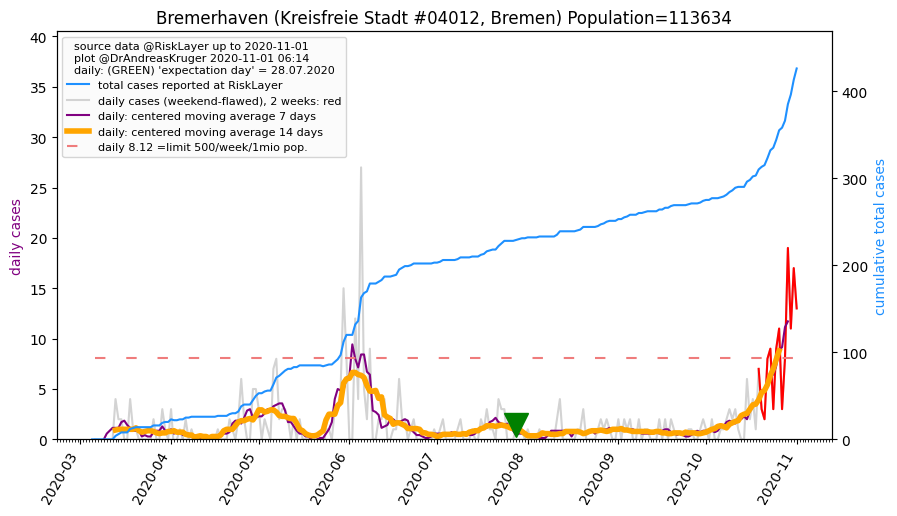 Bremerhaven (Kreisfreie Stadt #04012, Bremen) Population=113634
source data @RiskLayer up to 2020-11-01
plot @DrAndreasKruger 2020-11-01 06:14
daily: (GREEN) 'expectation day' = 28.07.2020
total cases reported at RiskLayer
daily cases (weekend-flawed), 2 weeks: red
daily: centered moving average 7 days
daily: centered moving average 14 days
daily 8.12 =limit 500/week/1mio pop.
daily cases
40
35
30
25
20
15
10
5
0
cumulative total cases
400
300
200
100
0
2020-03
2020-04
2020-05
2020-06
2020-07
2020-08
2020-09
2020-10
2020-11